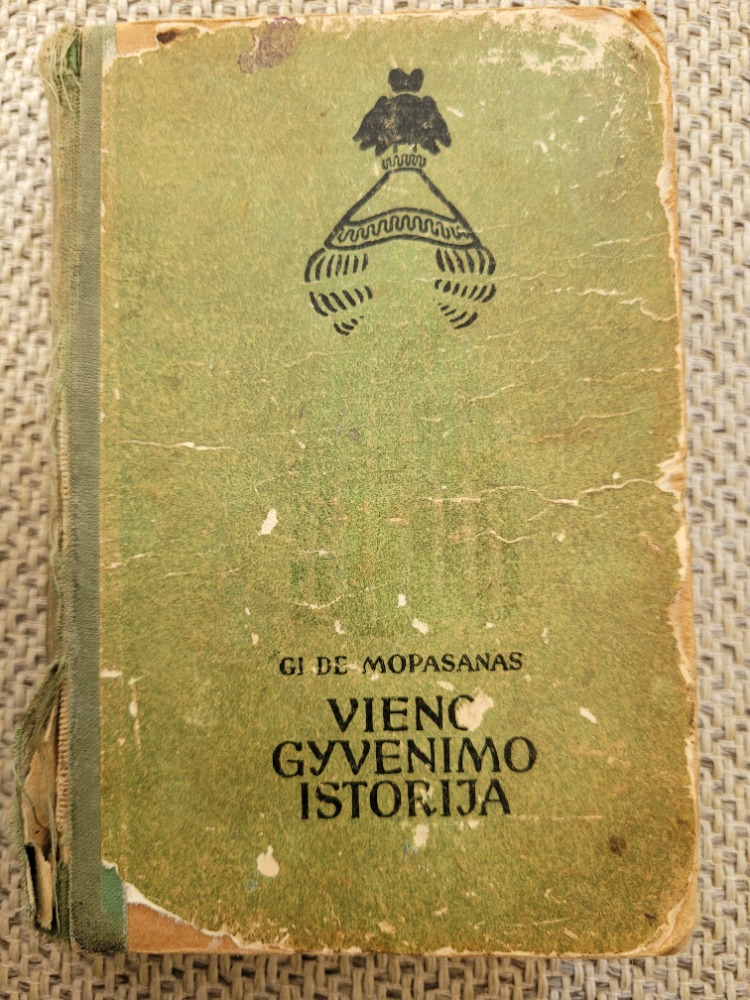 GI DE MOPASANAS
VIENO
GYVENIMO
ISTORIJA